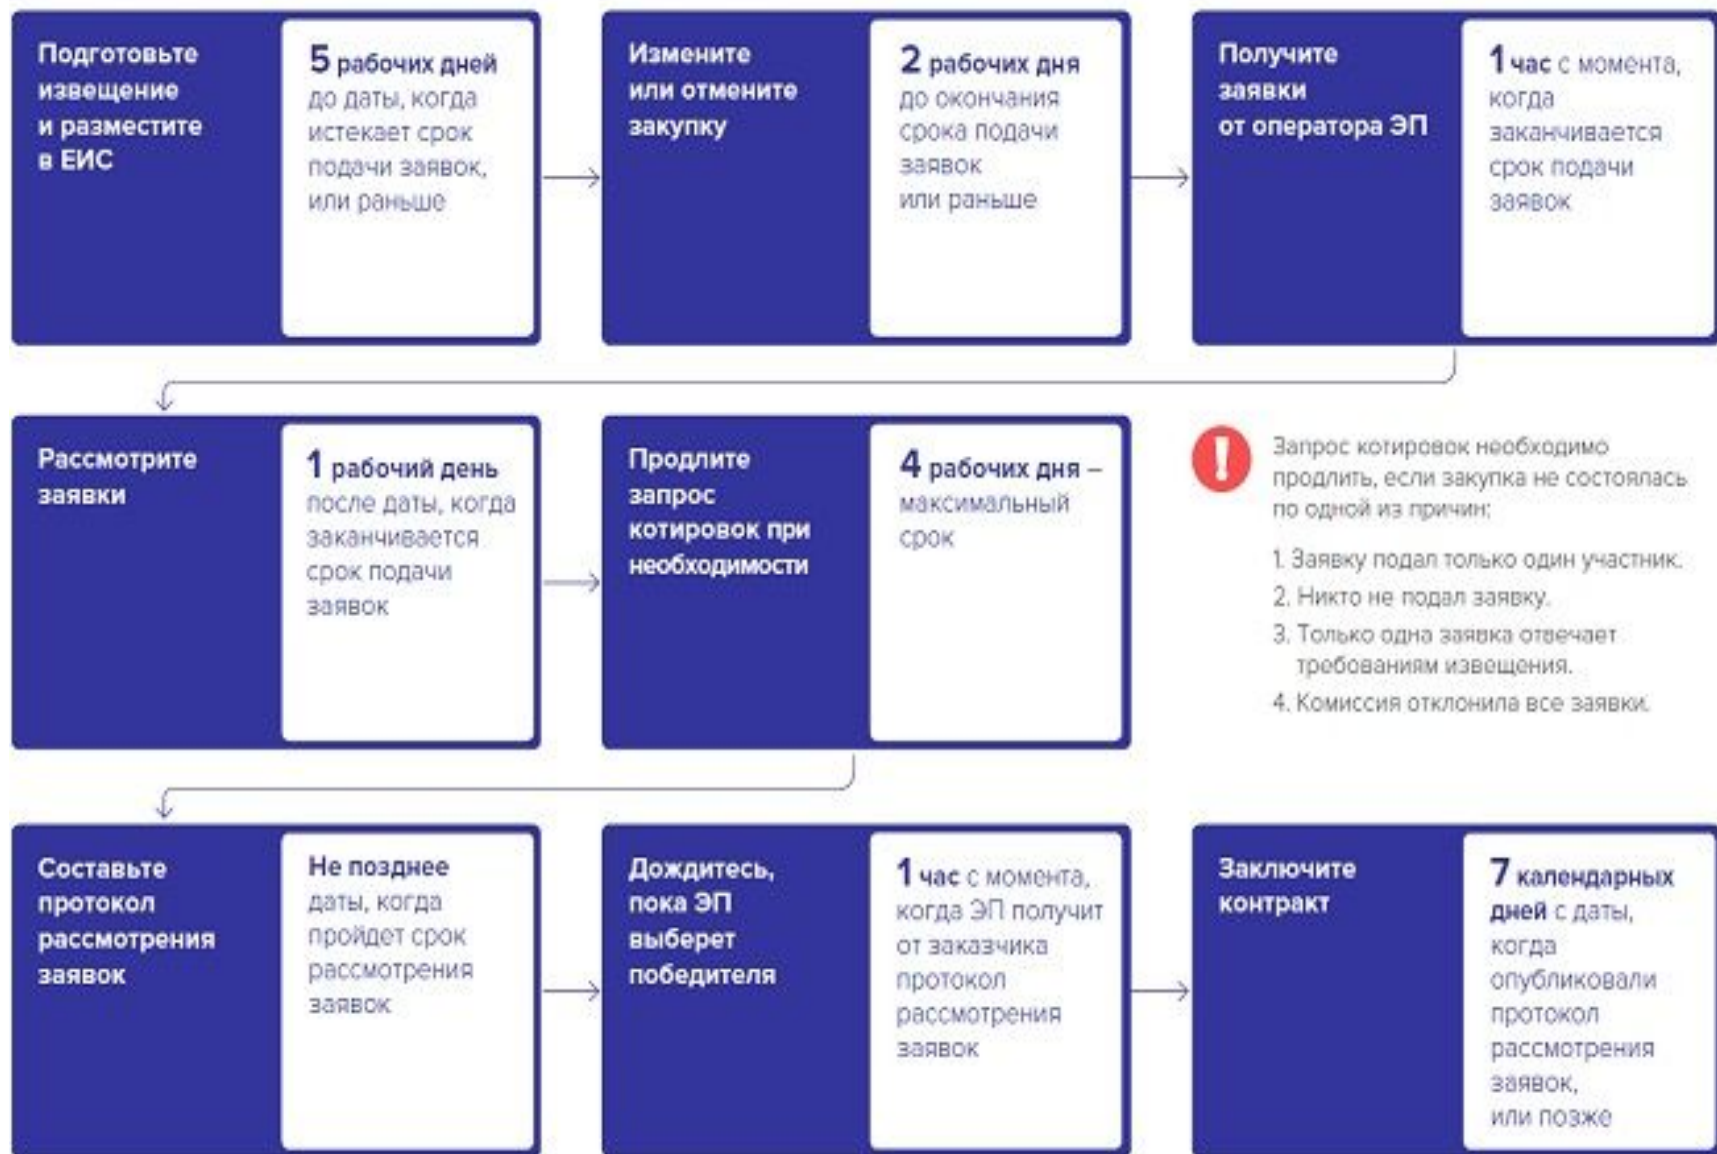 Подготовьте
извещение
и разместите
в ЕИС
5 рабочих дней
до даты, когда
истекает срок
подачи заявок,
или раньше
Измените
или отмените
закупку
2 рабочих дня
до окончания
срока подачи
заявок
или раньше
Получите
заявки
от оператора ЭП
1 час с момента,
когда
заканчивается
срок подачи
заявок
Рассмотрите
заявки
1 рабочий день
после даты, когда
заканчивается
срок подачи
заявок
Продлите
запрос
котировок при
необходимости
4 рабочих дня –
максимальный
срок
!
Запрос котировок необходимо
продлить, если закупка не состоялась
по одной из причин:
1. Заявку подал только один участник.
2. Никто не подал заявку.
3. Только одна заявка отвечает
требованиям извещения.
4. Комиссия отклонила все заявки.
Составьте
протокол
рассмотрения
заявок
Не позднее
даты, когда
пройдет срок
рассмотрения
заявок
Дождитесь,
пока ЭП
выберет
победителя
1 час с момента,
когда ЭП получит
от заказчика
протокол
рассмотрения
заявок
Заключите
контракт
7 календарных
дней с даты,
когда
опубликовали
протокол
рассмотрения
заявок,
или позже